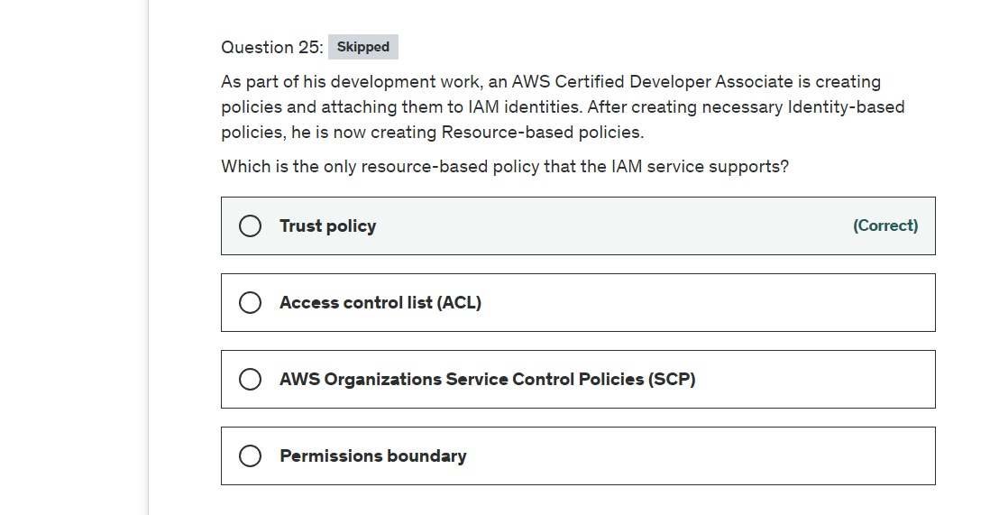 Question 25: Skipped
As part of his development work, an AWS Certified Developer Associate is creating
policies and attaching them to IAM identities. After creating necessary Identity-based
policies, he is now creating Resource-based policies.
Which is the only resource-based policy that the IAM service supports?
Trust policy (Correct)
Access control list (ACL)
AWS Organizations Service Control Policies (SCP)
Permissions boundary